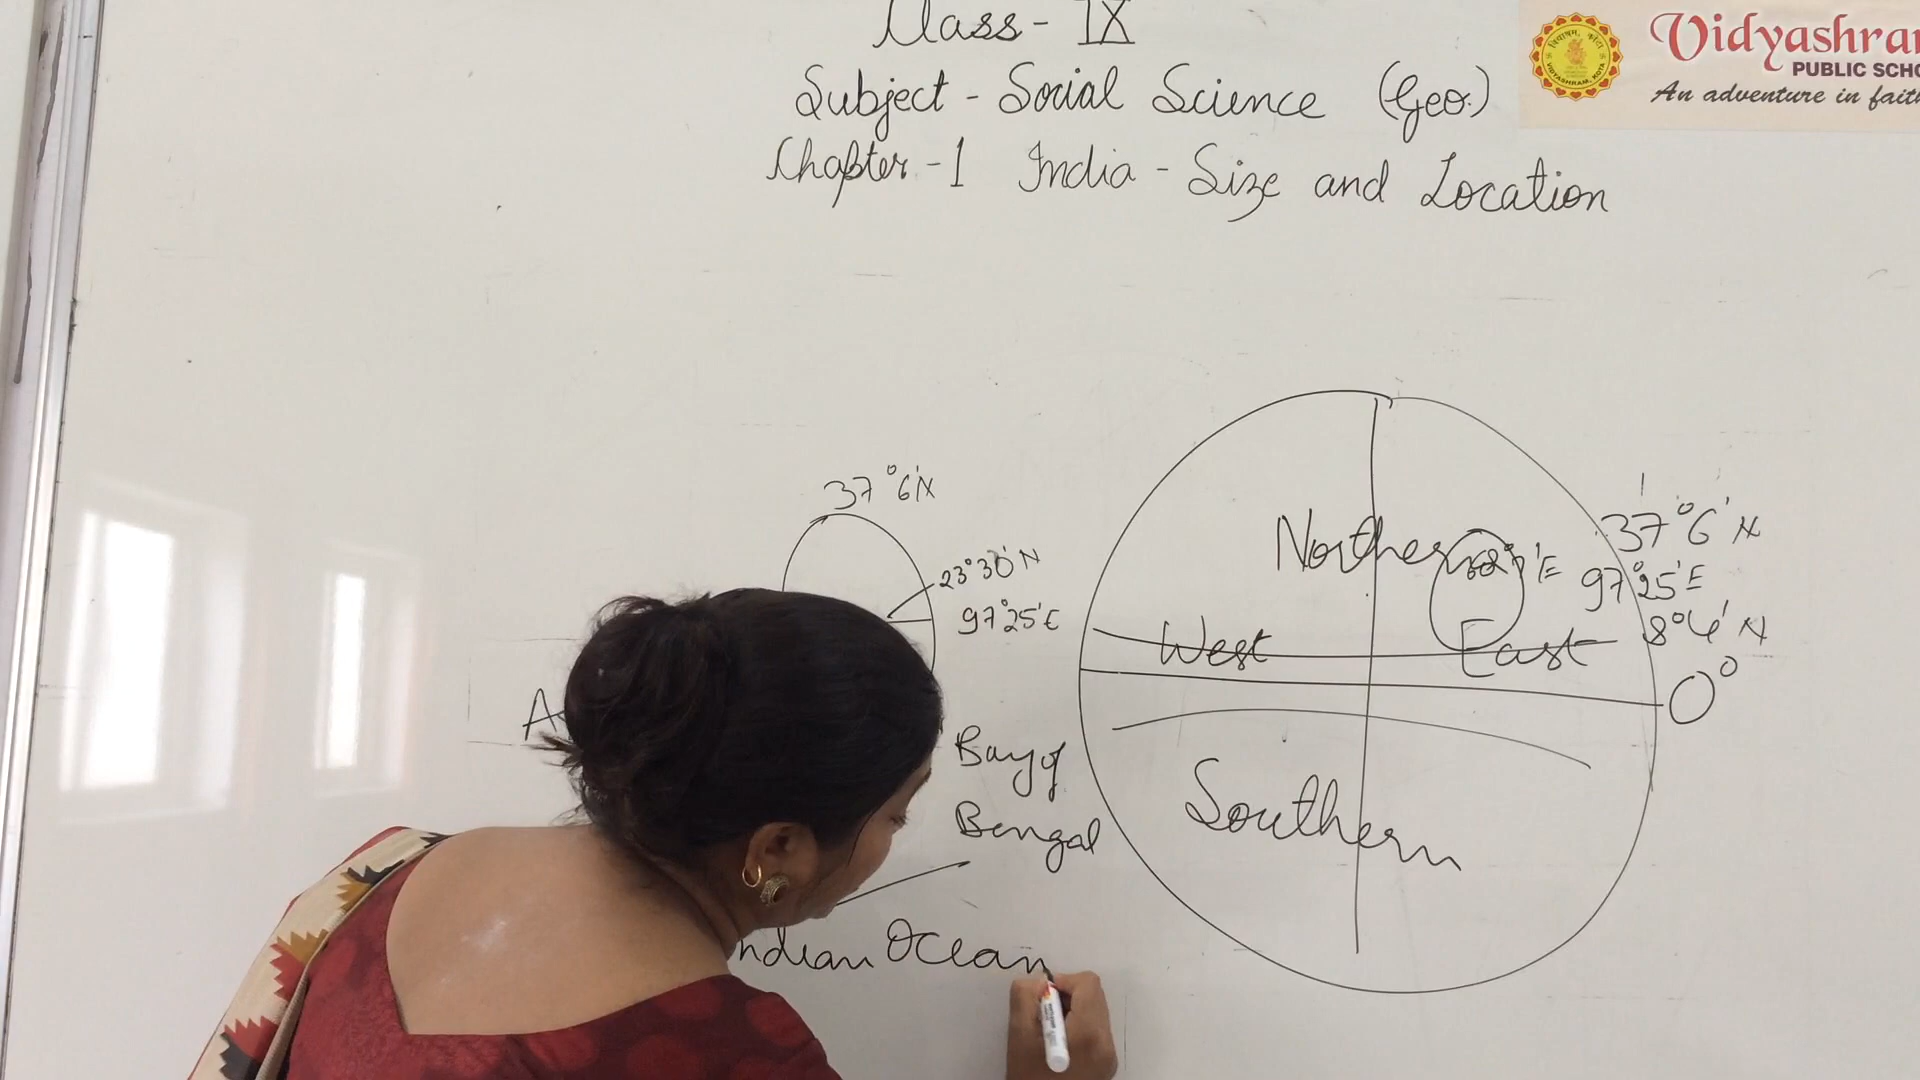 Class - IX
Subject - Social Science (Geo.)
Chapter - 1 India - Size and Location
Vidyashram
PUBLIC SCHO
An adventure in faith
37°6'N
23°30'N
97°25'E
A
Bay of
Bengal
ndian Ocean
Northern
37°6'N
97°25'E
8°4'N
West
East
0°
Southern